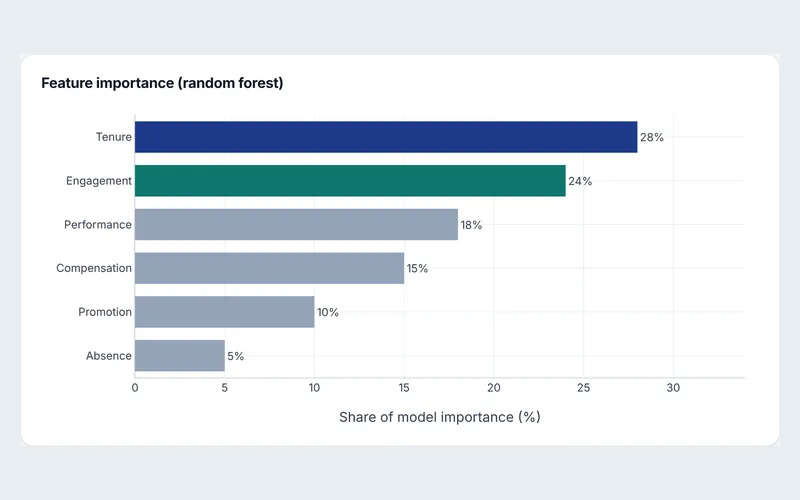 Feature importance (random forest)
Tenure 28%
Engagement 24%
Performance 18%
Compensation 15%
Promotion 10%
Absence 5%
0 5 10 15 20 25 30
Share of model importance (%)